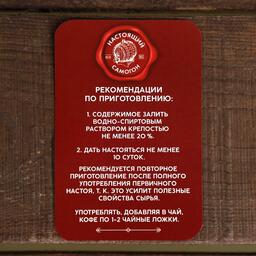 НАСТОЯЩИЙ
САМОГОН
РЕКОМЕНДАЦИИ
ПО ПРИГОТОВЛЕНИЮ:
1. СОДЕРЖИМОЕ ЗАЛИТЬ
ВОДНО-СПИРТОВЫМ
РАСТВОРОМ КРЕПОСТЬЮ
НЕ МЕНЕЕ 20 %.
2. ДАТЬ НАСТОЯТЬСЯ НЕ МЕНЕЕ
10 СУТОК.
РЕКОМЕНДУЕТСЯ ПОВТОРНОЕ
ПРИГОТОВЛЕНИЕ ПОСЛЕ ПОЛНОГО
УПОТРЕБЛЕНИЯ ПЕРВИЧНОГО
НАСТОЯ, Т. К. ЭТО УСИЛИТ ПОЛЕЗНЫЕ
СВОЙСТВА СЫРЬЯ.
УПОТРЕБЛЯТЬ, ДОБАВЛЯЯ В ЧАЙ,
КОФЕ ПО 1-2 ЧАЙНЫЕ ЛОЖКИ.